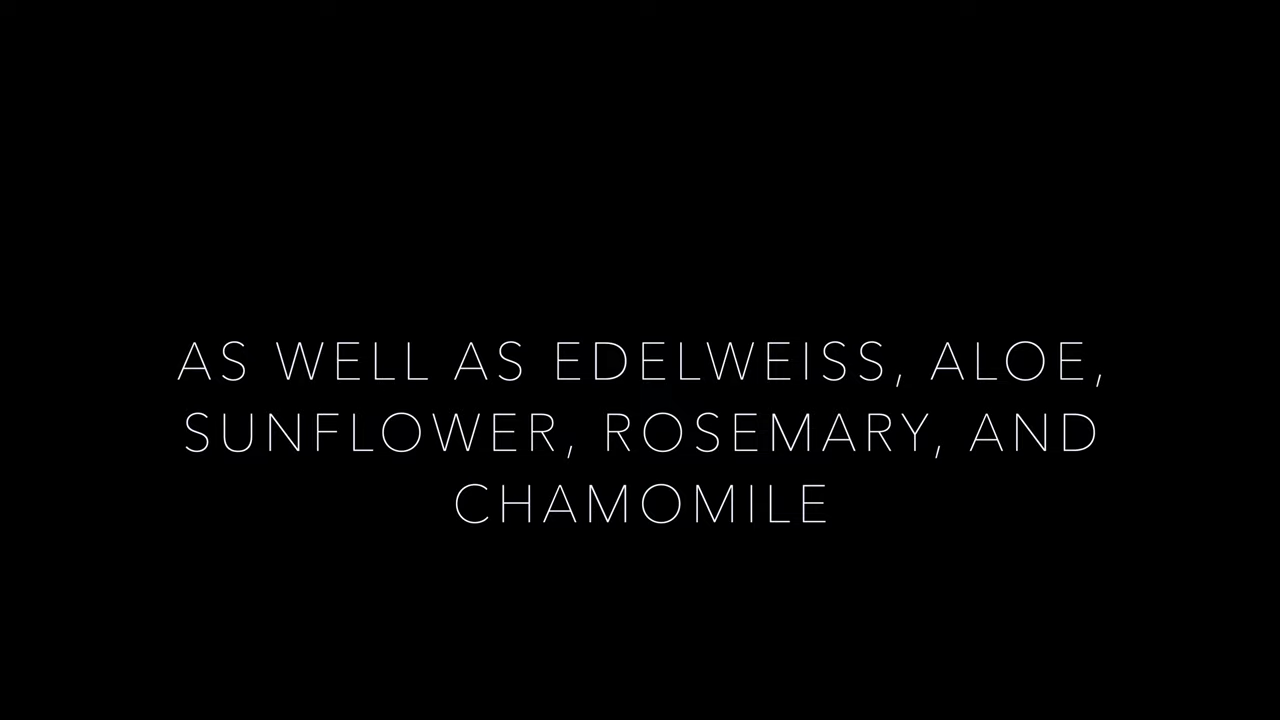 AS WELL AS EDELWEISS, ALOE,
SUNFLOWER, ROSEMARY, AND
CHAMOMILE